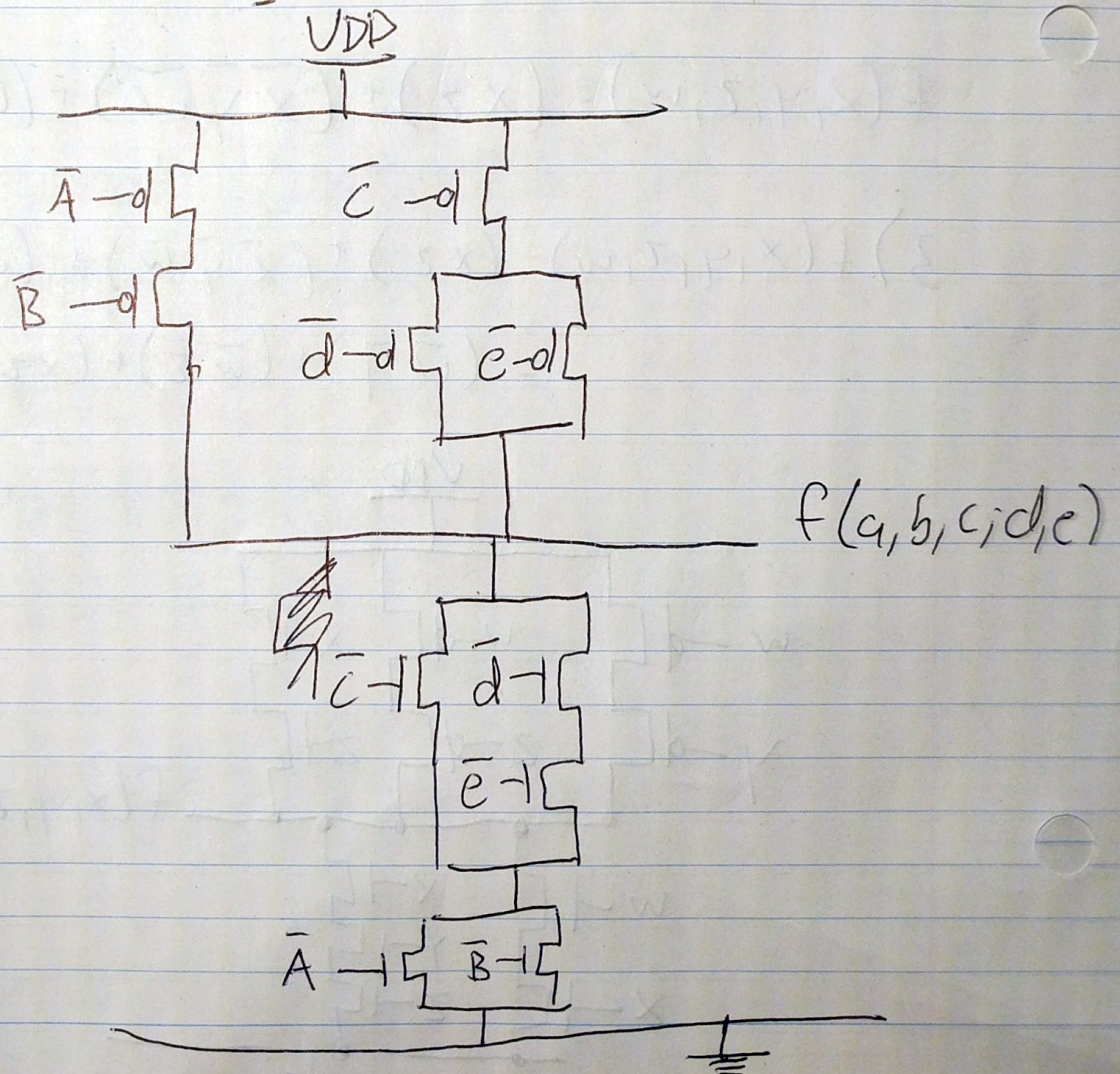 VDD
A̅ C̅
B̅
d̅ e̅
f(a,b,c,d,e)
c̅ d̅
e̅
A̅ B̅